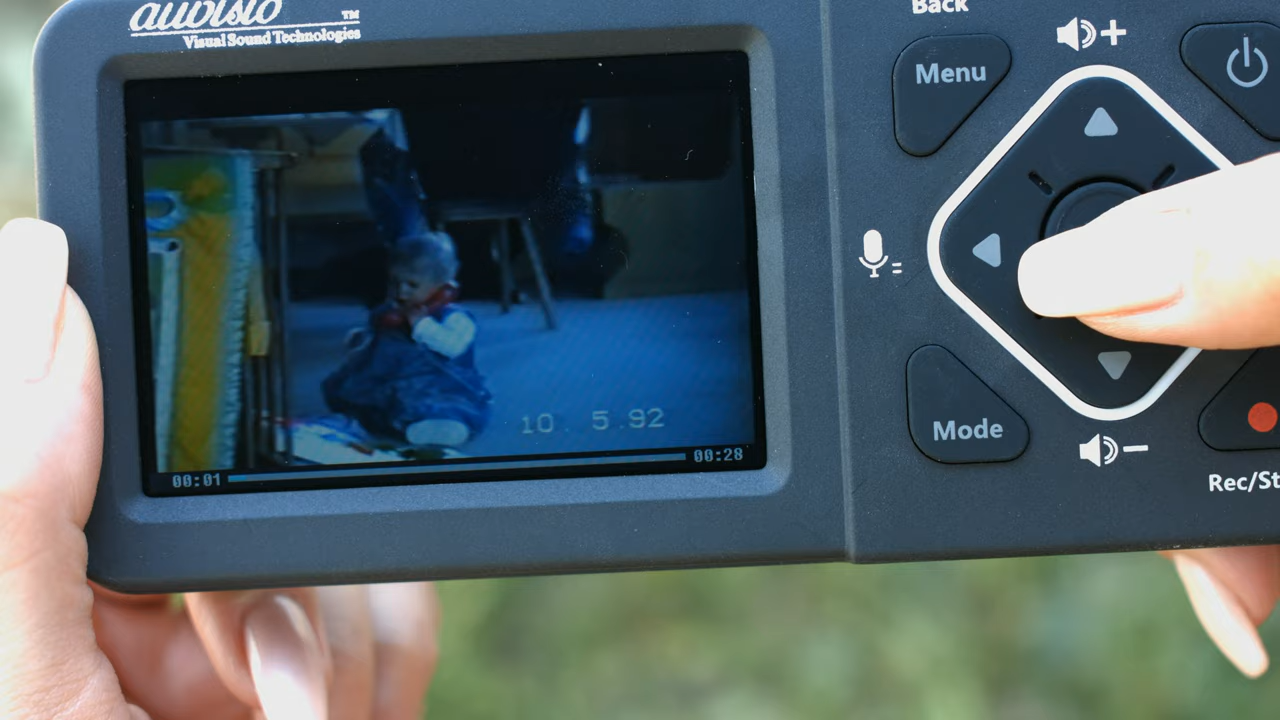 auvisio TM
Visual Sound Technologies
Back
Menu
Mode
Rec/St
10. 5.92
00:01
00:28